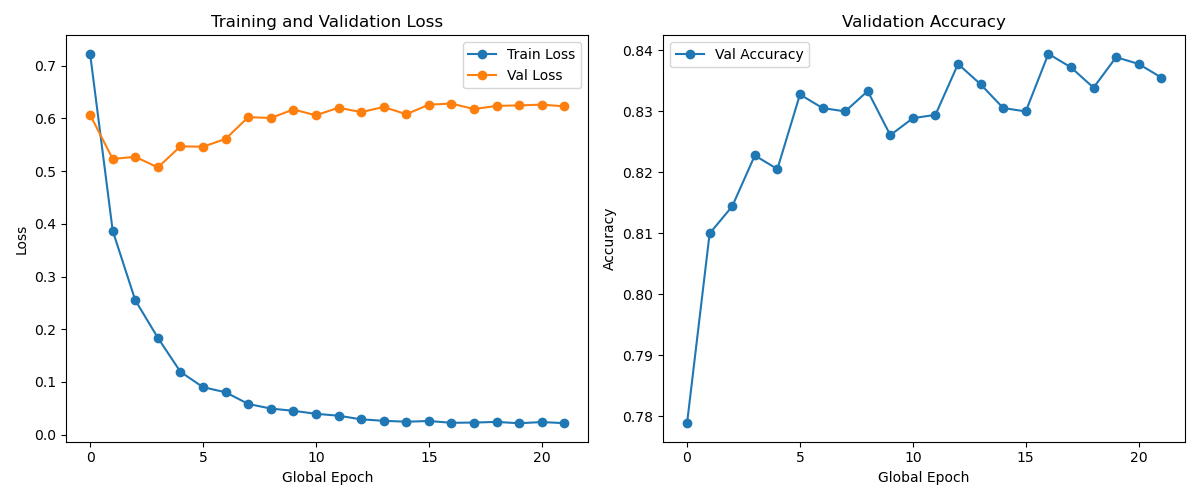 Training and Validation Loss
Train Loss
Val Loss
0.7
0.6
0.5
0.4
0.3
0.2
0.1
0.0
Loss
0
5
10
15
20
Global Epoch
Validation Accuracy
Val Accuracy
0.84
0.83
0.82
0.81
0.80
0.79
0.78
Accuracy
0
5
10
15
20
Global Epoch